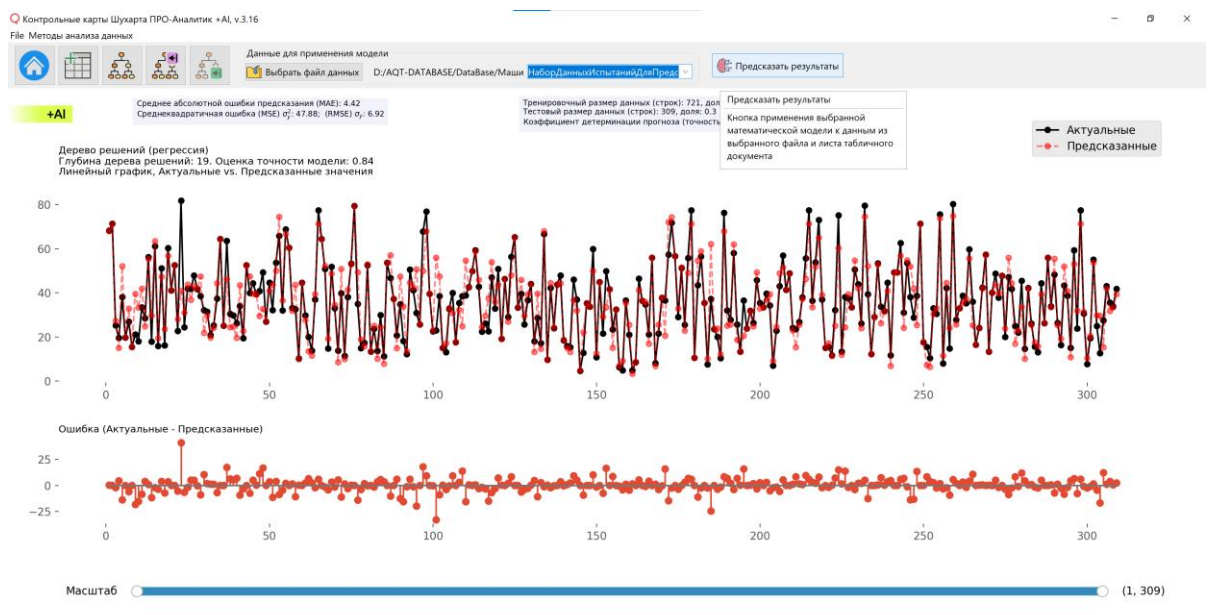 Контрольные карты Шухарта ПРО-Аналитик +AI, v.3.16
File Методы анализа данных
Данные для применения модели
Выбрать файл данных D:/AQT-DATABASE/DataBase/Маши НаборДанныхИспытанийДляПредс
Предсказать результаты
+AI
Среднее абсолютной ошибки предсказания (MAE): 4.42
Среднеквадратичная ошибка (MSE) σ²ᵧ: 47.88; (RMSE) σᵧ: 6.92
Тренировочный размер данных (строк): 721, дол
Тестовый размер данных (строк): 309, доля: 0.3
Коэффициент детерминации прогноза (точность
Предсказать результаты
Кнопка применения выбранной
математической модели к данным из
выбранного файла и листа табличного
документа
Актуальные
Предсказанные
Дерево решений (регрессия)
Глубина дерева решений: 19. Оценка точности модели: 0.84
Линейный график, Актуальные vs. Предсказанные значения
80
60
40
20
0
0 50 100 150 200 250 300
Ошибка (Актуальные - Предсказанные)
25
0
−25
0 50 100 150 200 250 300
Масштаб (1, 309)